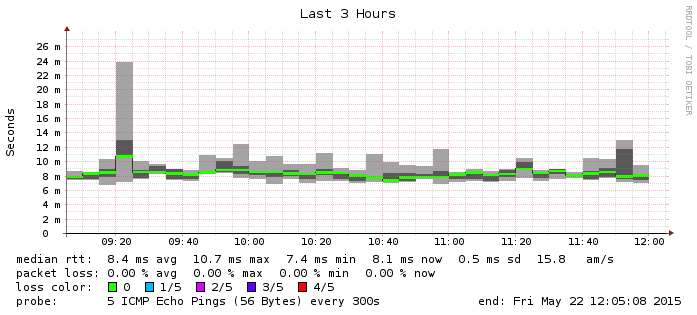 Last 3 Hours
RRDTOOL / TOBI OETIKER
Seconds
26 m
24 m
22 m
20 m
18 m
16 m
14 m
12 m
10 m
8 m
6 m
4 m
2 m
0
09:20 09:40 10:00 10:20 10:40 11:00 11:20 11:40 12:00
median rtt: 8.4 ms avg 10.7 ms max 7.4 ms min 8.1 ms now 0.5 ms sd 15.8 am/s
packet loss: 0.00 % avg 0.00 % max 0.00 % min 0.00 % now
loss color: 0 1/5 2/5 3/5 4/5
probe: 5 ICMP Echo Pings (56 Bytes) every 300s end: Fri May 22 12:05:08 2015